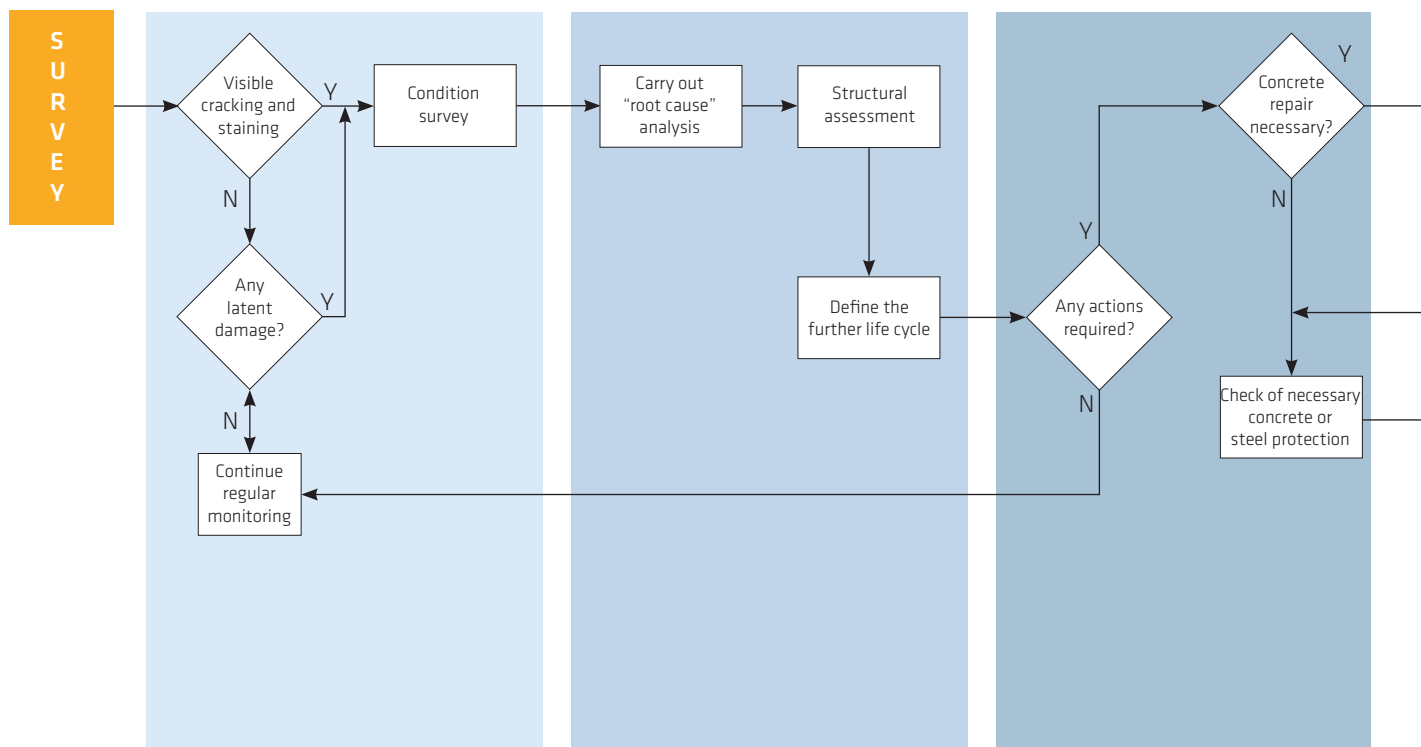 S
U
R
V
E
Y
Visible
cracking and
staining
Y
N
Condition
survey
Any
latent
damage?
Y
N
Continue
regular
monitoring
Carry out
“root cause”
analysis
Structural
assessment
Define the
further life cycle
Any actions
required?
Y
N
Concrete
repair
necessary?
Y
N
Check of necessary
concrete or
steel protection